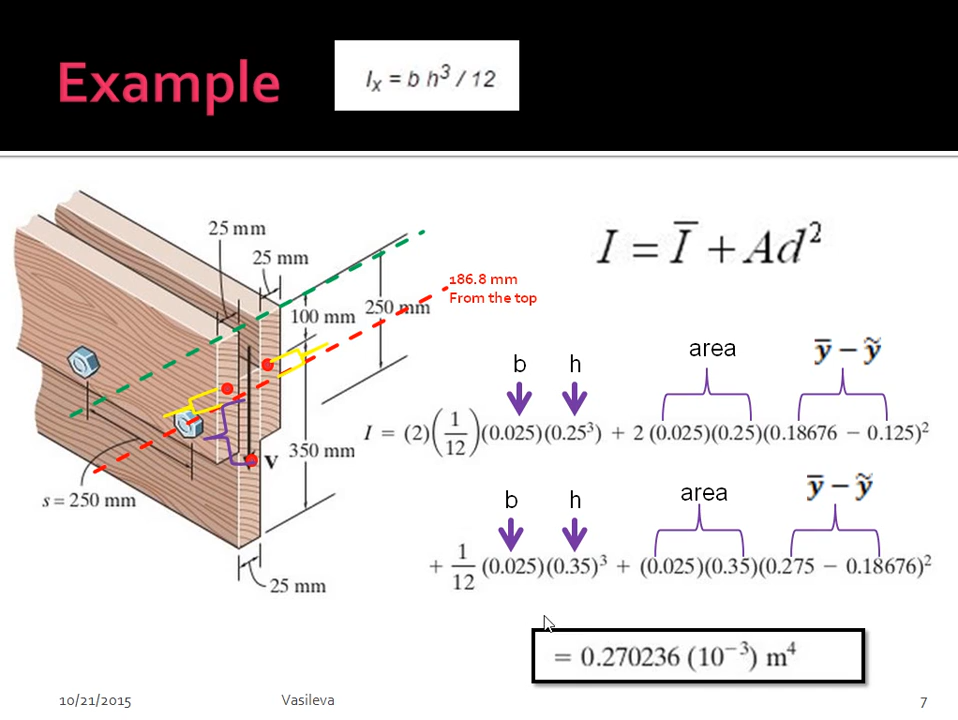 Example
Iₓ = b h³ / 12
25 mm
25 mm
186.8 mm
From the top
100 mm
250 mm
350 mm
V
s = 250 mm
25 mm
I = Ī + Ad²
b h area ȳ − ỹ
I = (2)(1/12)(0.025)(0.25³) + 2 (0.025)(0.25)(0.18676 − 0.125)²
b h area ȳ − ỹ
+ 1/12 (0.025)(0.35)³ + (0.025)(0.35)(0.275 − 0.18676)²
= 0.270236 (10⁻³) m⁴
10/21/2015 Vasileva 7